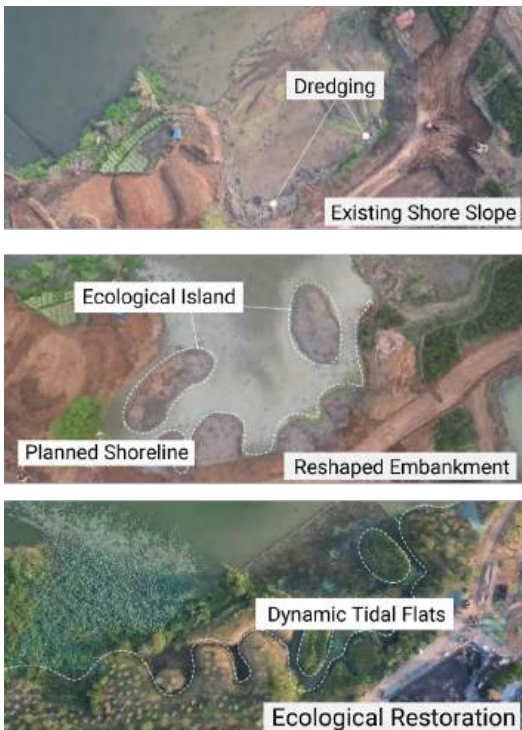 Dredging
Existing Shore Slope
Ecological Island
Planned Shoreline
Reshaped Embankment
Dynamic Tidal Flats
Ecological Restoration